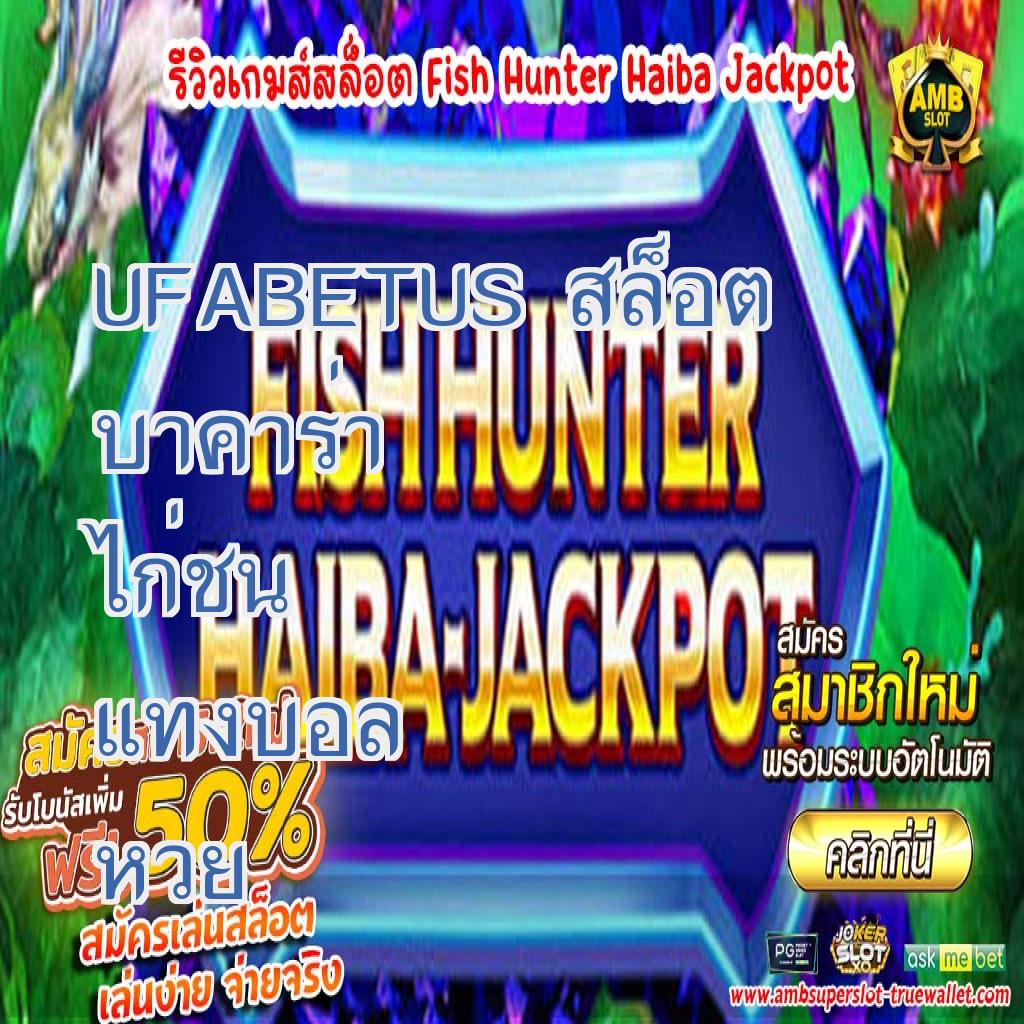 รีวิวเกมส์สล็อต Fish Hunter Haiba Jackpot
AMB
SLOT
UFABETUS สล็อต
FISH HUNTER
บาคาร่า
ไก่ชน
HAIBA-JACKPOT
สมัคร
สมาชิกใหม่
พร้อมระบบอัตโนมัติ
แทงบอล
รับโบนัสเพิ่ม
ฟรี 50%
หวย
คลิกที่นี่
สมัครเล่นสล็อต
เล่นง่าย จ่ายจริง
PG
JOKER
SLOT
XO
ask me bet
www.ambsuperslot-truewallet.com